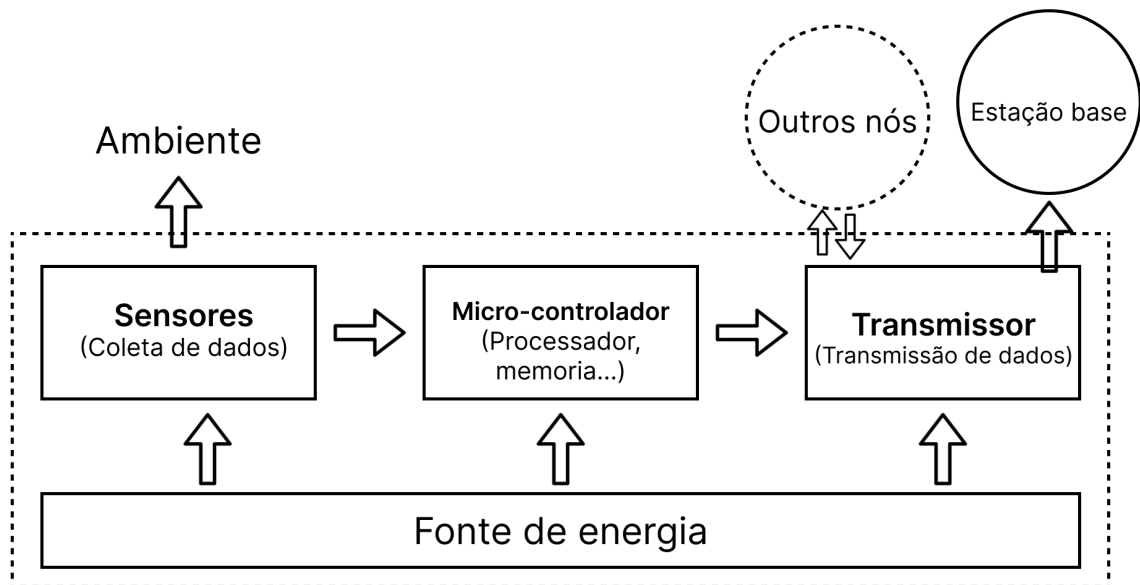 Outros nós
Estação base
Ambiente
Sensores
(Coleta de dados)
Micro-controlador
(Processador,
memoria...)
Transmissor
(Transmissão de dados)
Fonte de energia